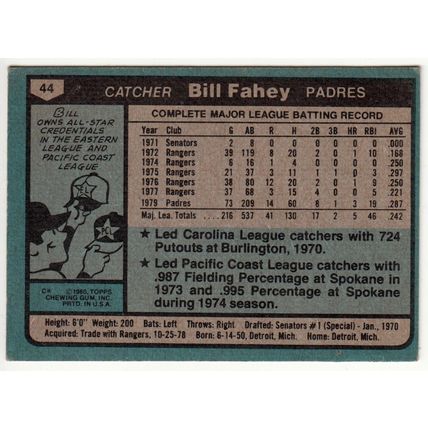 44
CATCHER Bill Fahey PADRES
BILL
OWNS ALL-STAR
CREDENTIALS
IN THE EASTERN
LEAGUE AND
PACIFIC COAST
LEAGUE
PCL
COMPLETE MAJOR LEAGUE BATTING RECORD
Year Club G AB R H 2B 3B HR RBI AVG
1971 Senators 2 8 0 0 0 0 0 0 .000
1972 Rangers 39 119 8 20 2 0 1 10 .168
1974 Rangers 6 16 1 4 0 0 0 0 .250
1975 Rangers 21 37 3 11 1 1 0 3 .297
1976 Rangers 38 80 12 20 2 0 1 9 .250
1977 Rangers 37 68 3 15 4 0 0 5 .221
1979 Padres 73 209 14 60 8 1 3 19 .287
Maj. Lea. Totals 216 537 41 130 17 2 5 46 .242
★ Led Carolina League catchers with 724
Putouts at Burlington, 1970.
★ Led Pacific Coast League catchers with
.987 Fielding Percentage at Spokane in
1973 and .995 Percentage at Spokane
during 1974 season.
C★ © 1980, TOPPS
CHEWING GUM, INC.
PRTD. IN U.S.A.
Height: 6'0" Weight: 200 Bats: Left Throws: Right Drafted: Senators #1 (Special) - Jan., 1970
Acquired: Trade with Rangers, 10-25-78 Born: 6-14-50, Detroit, Mich. Home: Detroit, Mich.